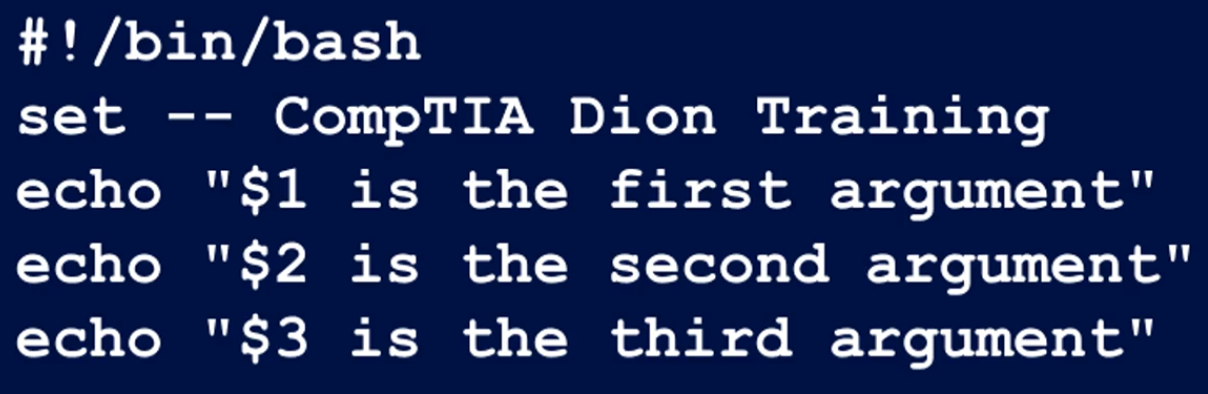 #!/bin/bash
set -- CompTIA Dion Training
echo "$1 is the first argument"
echo "$2 is the second argument"
echo "$3 is the third argument"